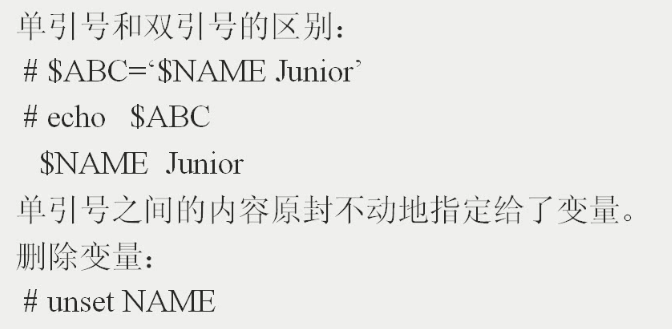 单引号和双引号的区别：
# $ABC=‘$NAME Junior’
# echo $ABC
$NAME Junior
单引号之间的内容原封不动地指定给了变量。
删除变量：
# unset NAME